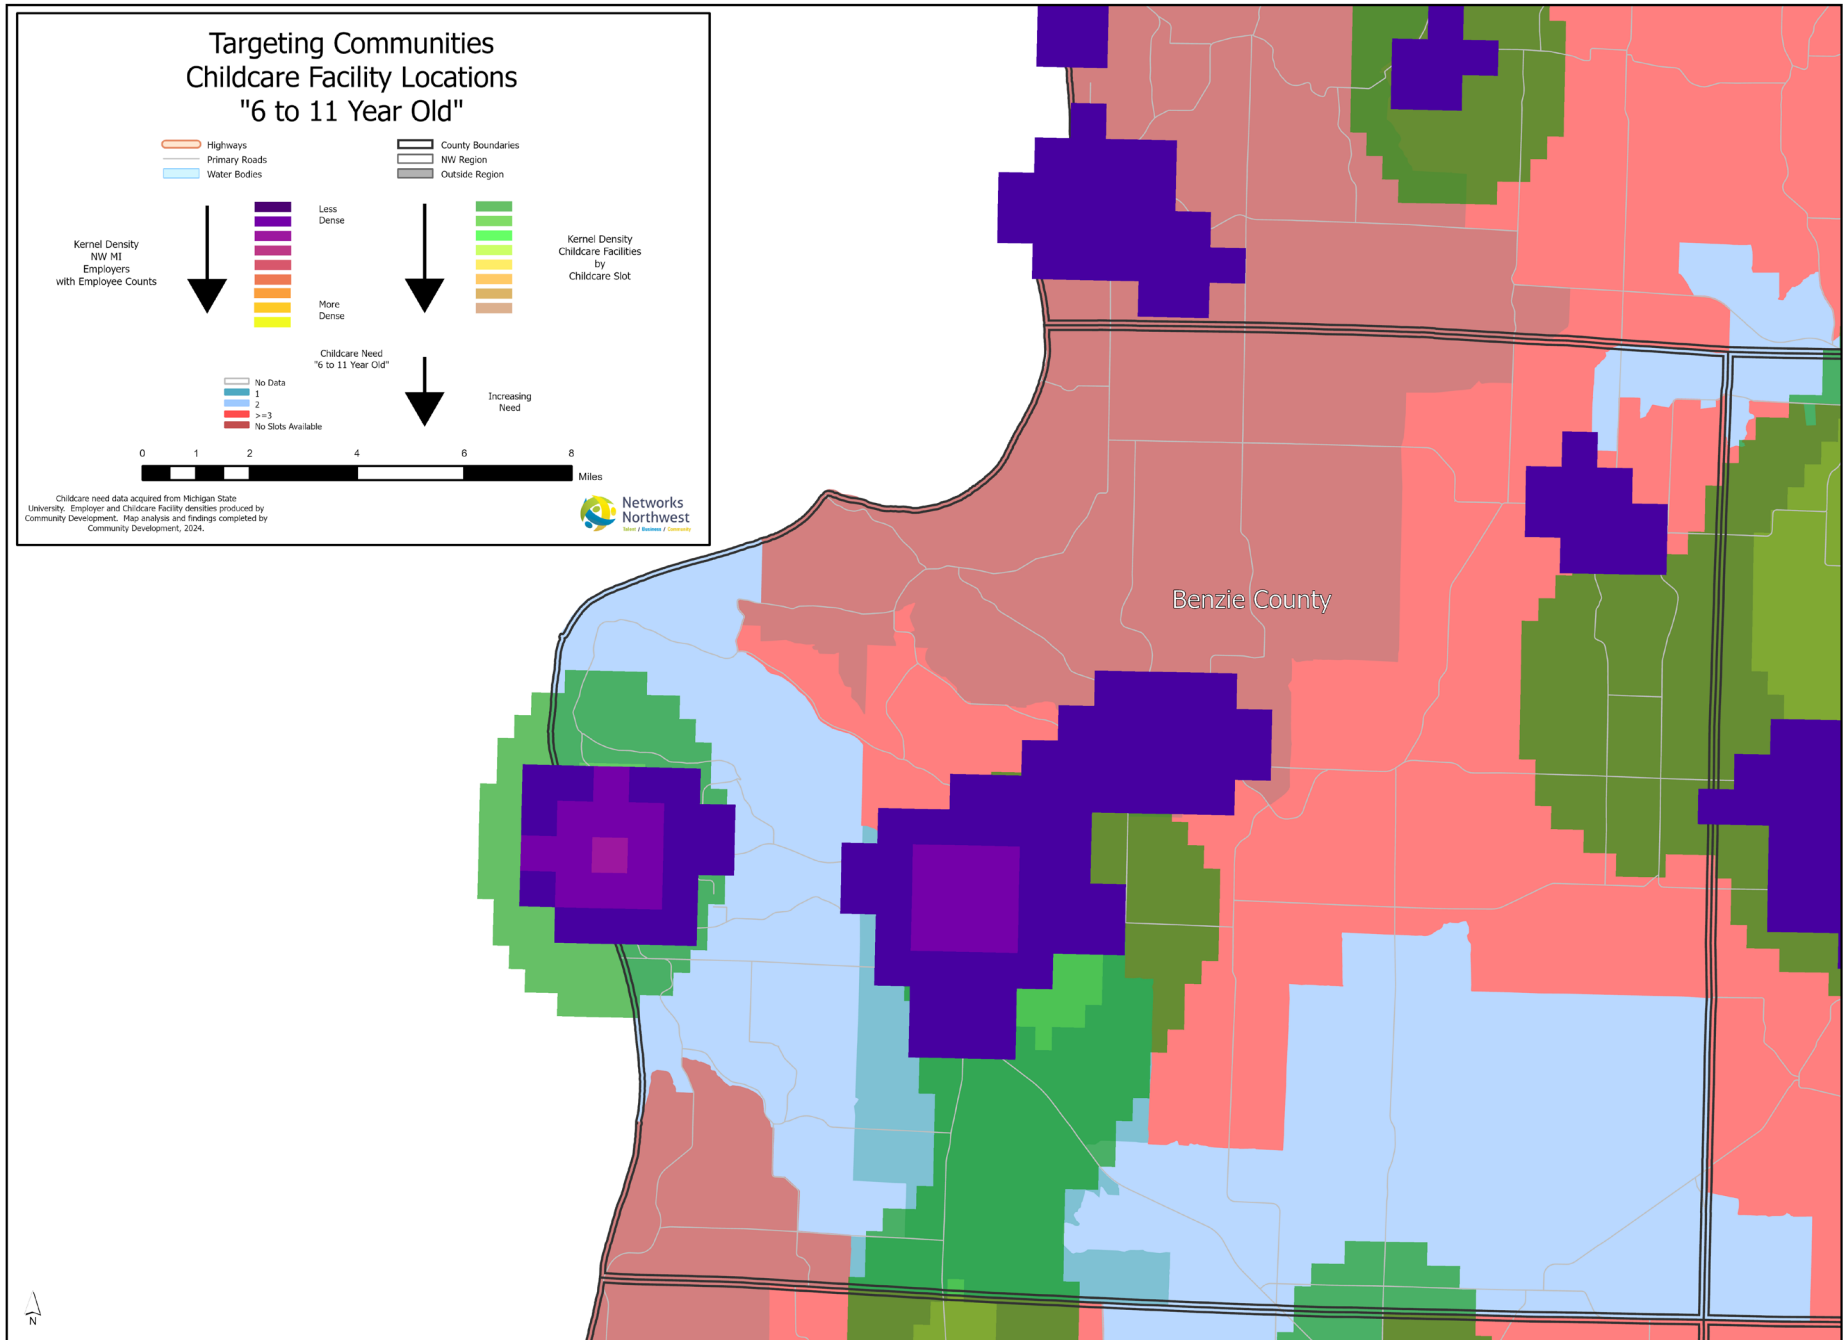 Targeting Communities
Childcare Facility Locations
"6 to 11 Year Old"
Highways
Primary Roads
Water Bodies
County Boundaries
NW Region
Outside Region
Kernel Density
NW MI
Employers
with Employee Counts
Less
Dense
More
Dense
Kernel Density
Childcare Facilities
by
Childcare Slot
Childcare Need
"6 to 11 Year Old"
No Data
1
2
>=3
No Slots Available
Increasing
Need
0 1 2 4 6 8
Miles
Childcare need data acquired from Michigan State
University. Employer and Childcare Facility densities produced by
Community Development. Map analysis and findings completed by
Community Development, 2024.
Networks
Northwest
Talent / Business / Community
Benzie County
N